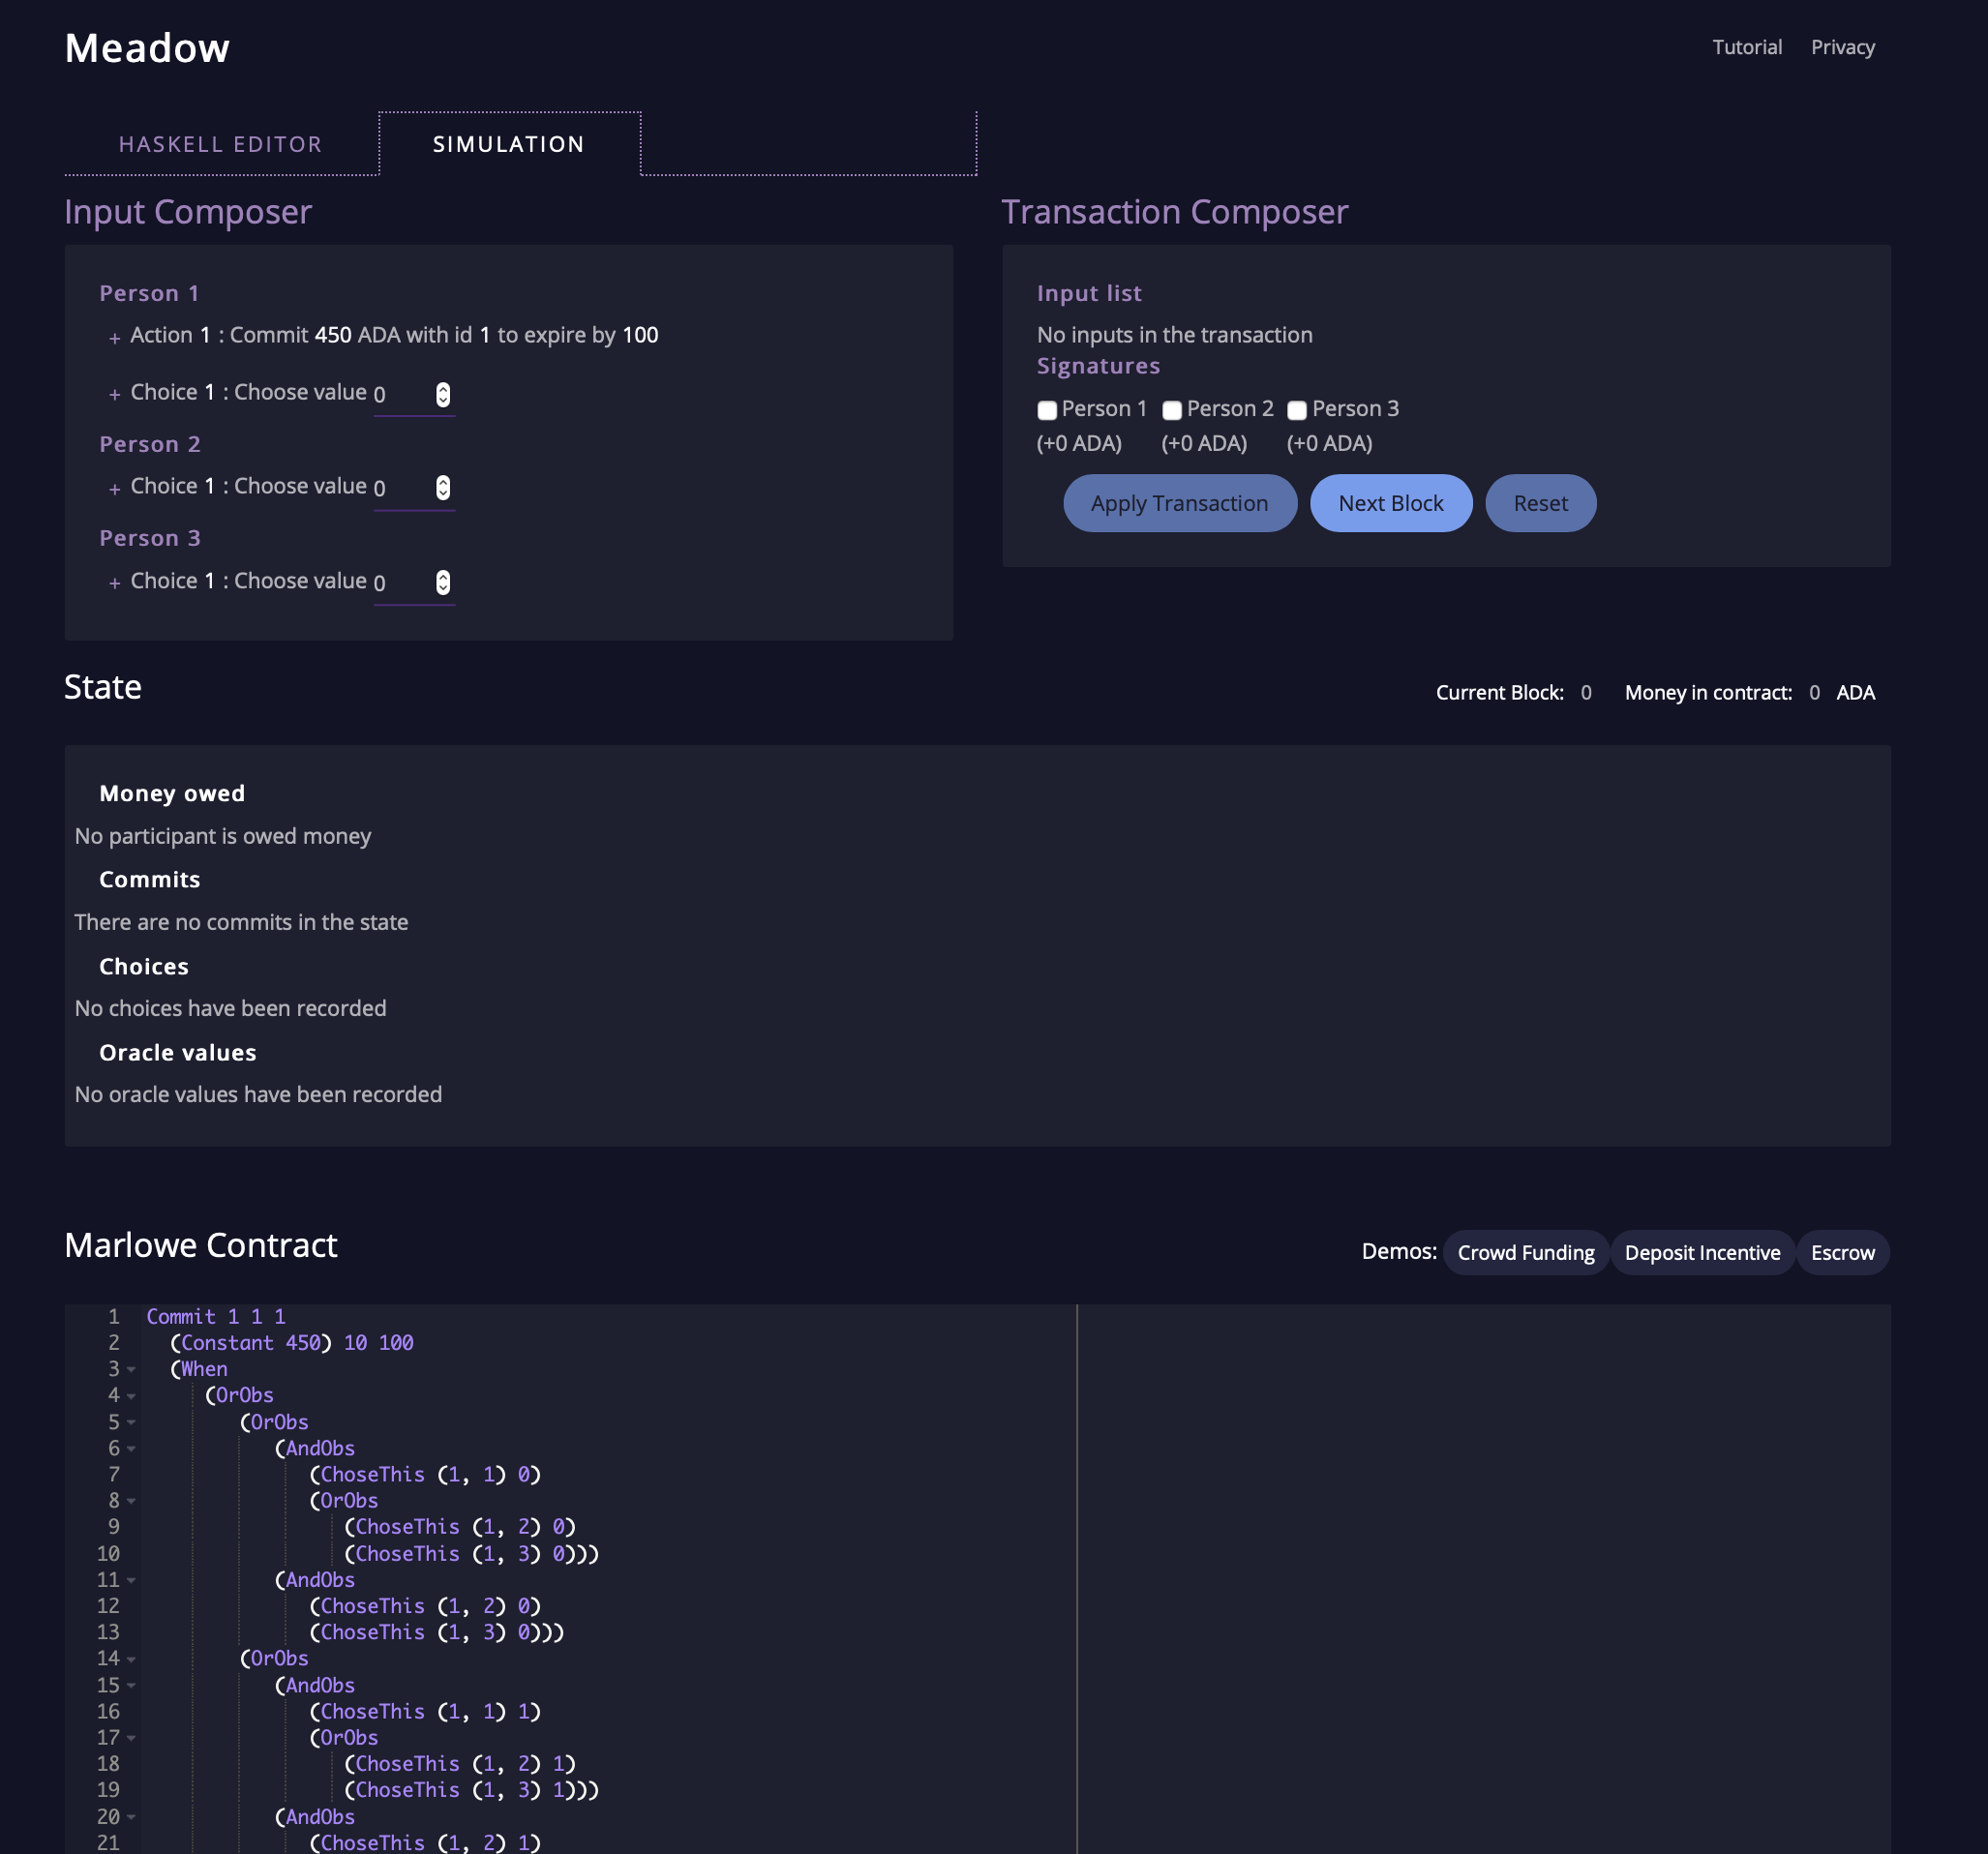 Meadow
Tutorial Privacy
HASKELL EDITOR SIMULATION
Input Composer
Person 1
+ Action 1 : Commit 450 ADA with id 1 to expire by 100
+ Choice 1 : Choose value 0
Person 2
+ Choice 1 : Choose value 0
Person 3
+ Choice 1 : Choose value 0
Transaction Composer
Input list
No inputs in the transaction
Signatures
Person 1 Person 2 Person 3
(+0 ADA) (+0 ADA) (+0 ADA)
Apply Transaction Next Block Reset
State
Current Block: 0 Money in contract: 0 ADA
Money owed
No participant is owed money
Commits
There are no commits in the state
Choices
No choices have been recorded
Oracle values
No oracle values have been recorded
Marlowe Contract
Demos: Crowd Funding Deposit Incentive Escrow
1 Commit 1 1 1
2 (Constant 450) 10 100
3 (When
4 (OrObs
5 (OrObs
6 (AndObs
7 (ChoseThis (1, 1) 0)
8 (OrObs
9 (ChoseThis (1, 2) 0)
10 (ChoseThis (1, 3) 0)))
11 (AndObs
12 (ChoseThis (1, 2) 0)
13 (ChoseThis (1, 3) 0)))
14 (OrObs
15 (AndObs
16 (ChoseThis (1, 1) 1)
17 (OrObs
18 (ChoseThis (1, 2) 1)
19 (ChoseThis (1, 3) 1)))
20 (AndObs
21 (ChoseThis (1, 2) 1)